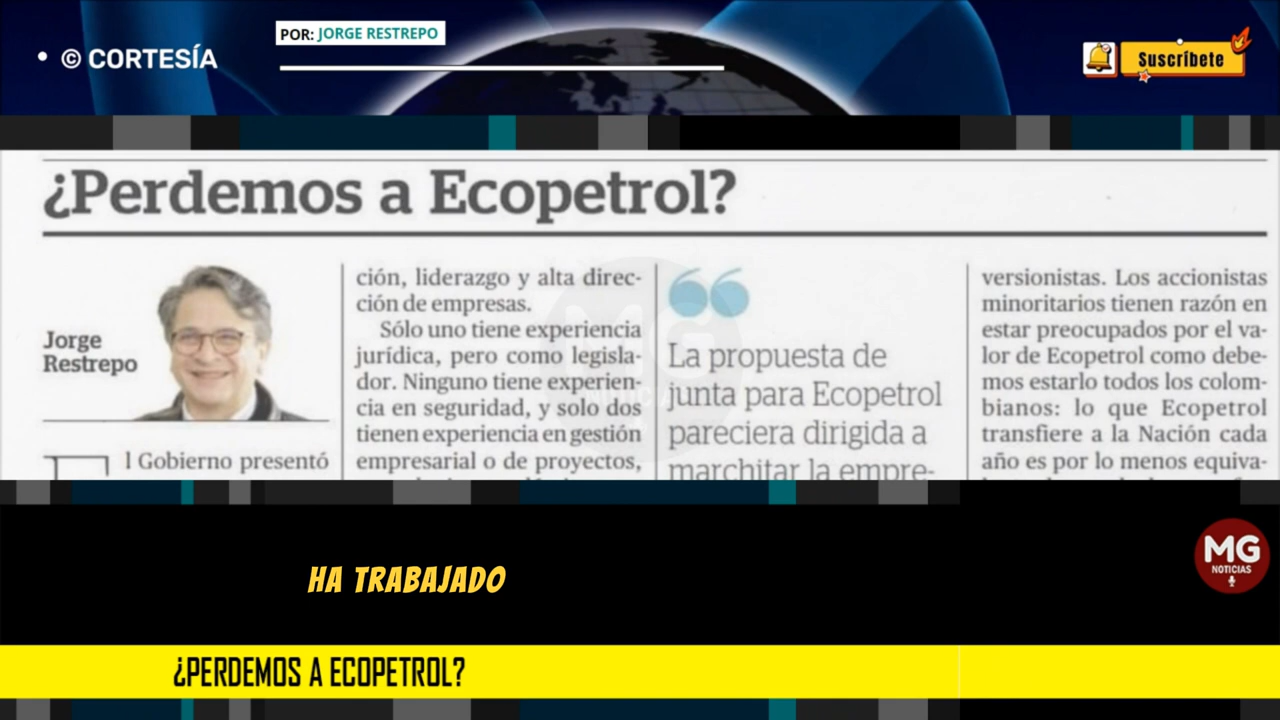 • © CORTESÍA
POR: JORGE RESTREPO
Suscríbete
¿Perdemos a Ecopetrol?
Jorge
Restrepo
l Gobierno presentó
ción, liderazgo y alta direc-
ción de empresas.
Sólo uno tiene experiencia
jurídica, pero como legisla-
dor. Ninguno tiene experien-
cia en seguridad, y solo dos
tienen experiencia en gestión
empresarial o de proyectos,
La propuesta de
junta para Ecopetrol
pareciera dirigida a
marchitar la empre-
versionistas. Los accionistas
minoritarios tienen razón en
estar preocupados por el va-
lor de Ecopetrol como debe-
mos estarlo todos los colom-
bianos: lo que Ecopetrol
transfiere a la Nación cada
año es por lo menos equiva-
HA TRABAJADO
MG
NOTICIAS
¿PERDEMOS A ECOPETROL?